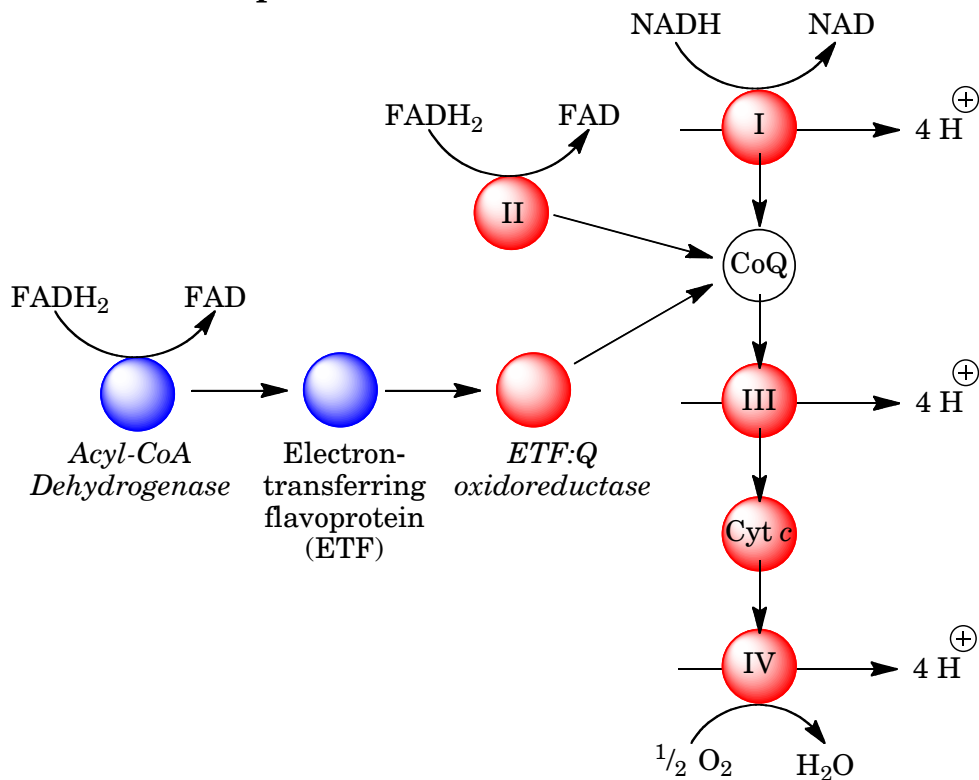 NADH NAD
I
4 H⊕
FADH₂ FAD
II
CoQ
FADH₂ FAD
III
4 H⊕
Acyl-CoA
Dehydrogenase
Electron-
transferring
flavoprotein
(ETF)
ETF:Q
oxidoreductase
Cyt c
IV
4 H⊕
½ O₂ H₂O